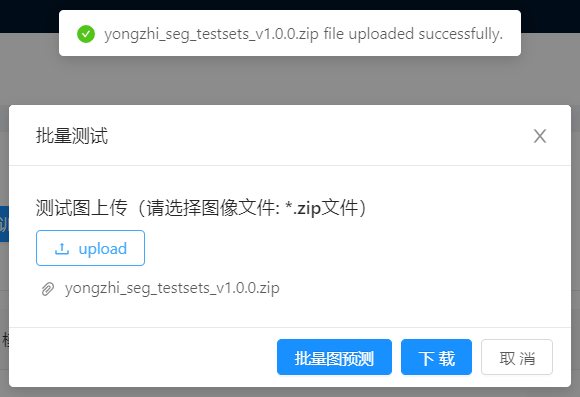 yongzhi_seg_testsets_v1.0.0.zip file uploaded successfully.
批量测试
测试图上传（请选择图像文件: *.zip文件）
upload
yongzhi_seg_testsets_v1.0.0.zip
批量图预测
下 载
取 消